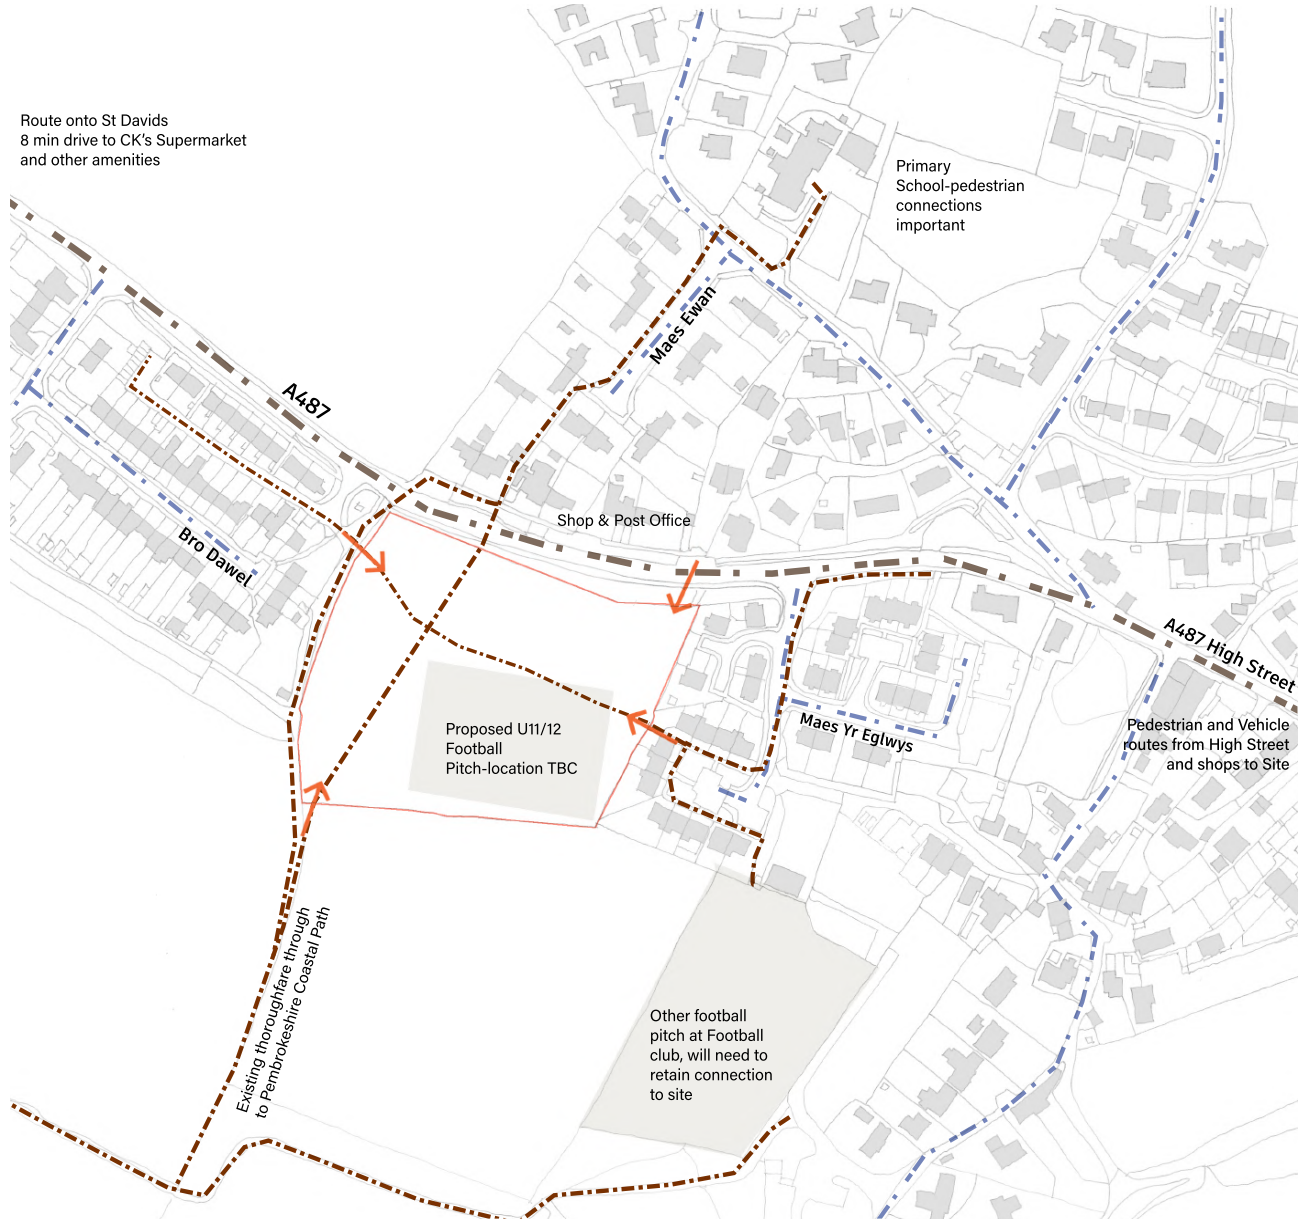 Route onto St Davids
8 min drive to CK's Supermarket
and other amenities
Primary
School-pedestrian
connections
important
Maes Ewan
A487
Shop & Post Office
Bro Dawel
A487 High Street
Maes Yr Eglwys
Pedestrian and Vehicle
routes from High Street
and shops to Site
Proposed U11/12
Football
Pitch-location TBC
Existing thoroughfare through
to Pembrokeshire Coastal Path
Other football
pitch at Football
club, will need to
retain connection
to site